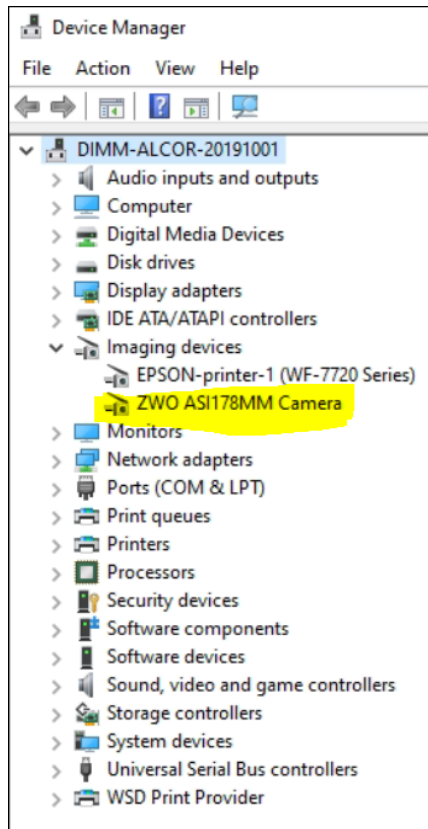 Device Manager
File Action View Help
DIMM-ALCOR-20191001
Audio inputs and outputs
Computer
Digital Media Devices
Disk drives
Display adapters
IDE ATA/ATAPI controllers
Imaging devices
EPSON-printer-1 (WF-7720 Series)
ZWO ASI178MM Camera
Monitors
Network adapters
Ports (COM & LPT)
Print queues
Printers
Processors
Security devices
Software components
Software devices
Sound, video and game controllers
Storage controllers
System devices
Universal Serial Bus controllers
WSD Print Provider